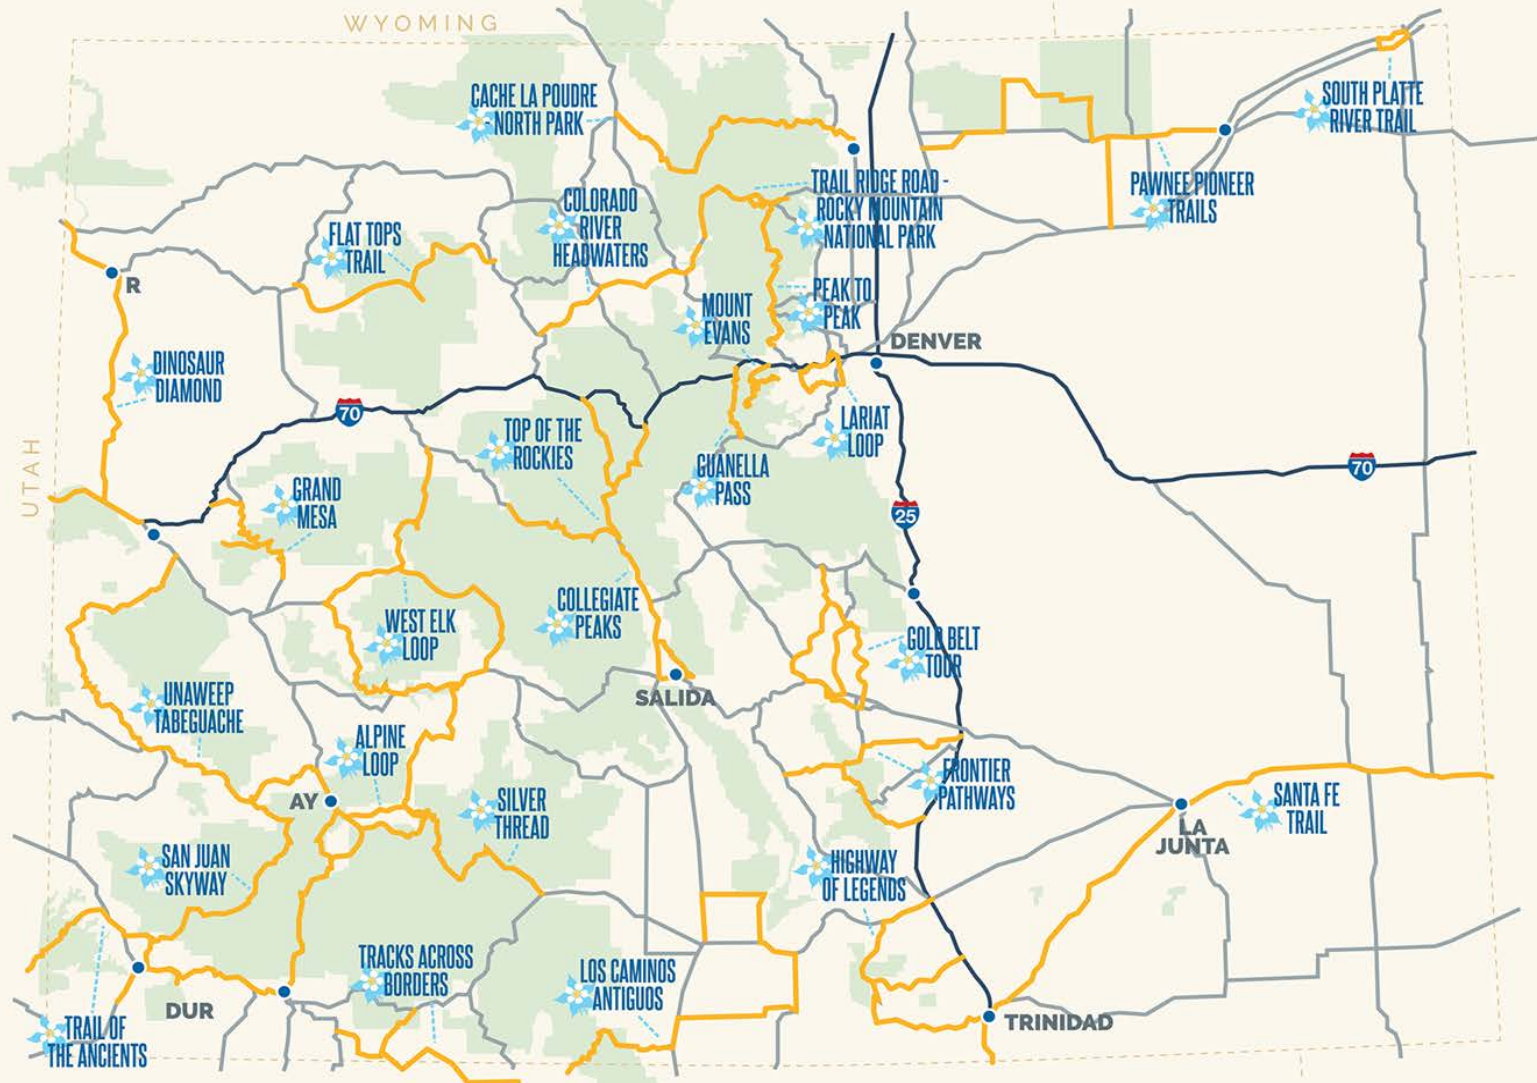 WYOMING
CACHE LA POUDRE
- NORTH PARK
SOUTH PLATTE
RIVER TRAIL
TRAIL RIDGE ROAD -
ROCKY MOUNTAIN
NATIONAL PARK
PAWNEE PIONEER
TRAILS
COLORADO
RIVER
HEADWATERS
FLAT TOPS
TRAIL
R
PEAK TO
PEAK
MOUNT
EVANS
DENVER
DINOSAUR
DIAMOND
70
LARIAT
LOOP
TOP OF THE
ROCKIES
UTAH
GUANELLA
PASS
70
GRAND
MESA
25
WEST ELK
LOOP
COLLEGIATE
PEAKS
GOLD BELT
TOUR
SALIDA
UNAWEEP
TABEGUACHE
ALPINE
LOOP
FRONTIER
PATHWAYS
AY
SILVER
THREAD
SANTA FE
TRAIL
LA
JUNTA
SAN JUAN
SKYWAY
HIGHWAY
OF LEGENDS
TRACKS ACROSS
BORDERS
LOS CAMINOS
ANTIGUOS
DUR
TRINIDAD
TRAIL OF
THE ANCIENTS